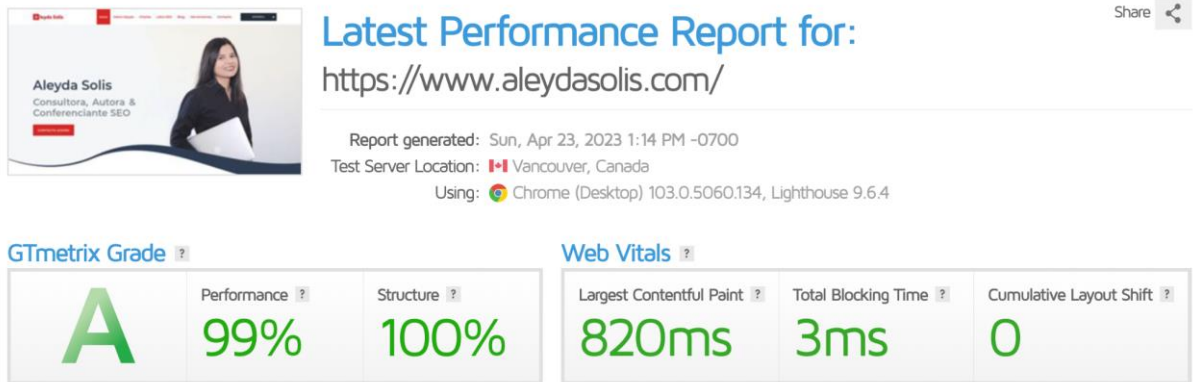 Aleyda Solis
Aleyda Solis
Consultora, Autora &
Conferenciante SEO
Latest Performance Report for:
https://www.aleydasolis.com/
Share
Report generated: Sun, Apr 23, 2023 1:14 PM -0700
Test Server Location: Vancouver, Canada
Using: Chrome (Desktop) 103.0.5060.134, Lighthouse 9.6.4
GTmetrix Grade ?
A
Performance ?
99%
Structure ?
100%
Web Vitals ?
Largest Contentful Paint ?
820ms
Total Blocking Time ?
3ms
Cumulative Layout Shift ?
0